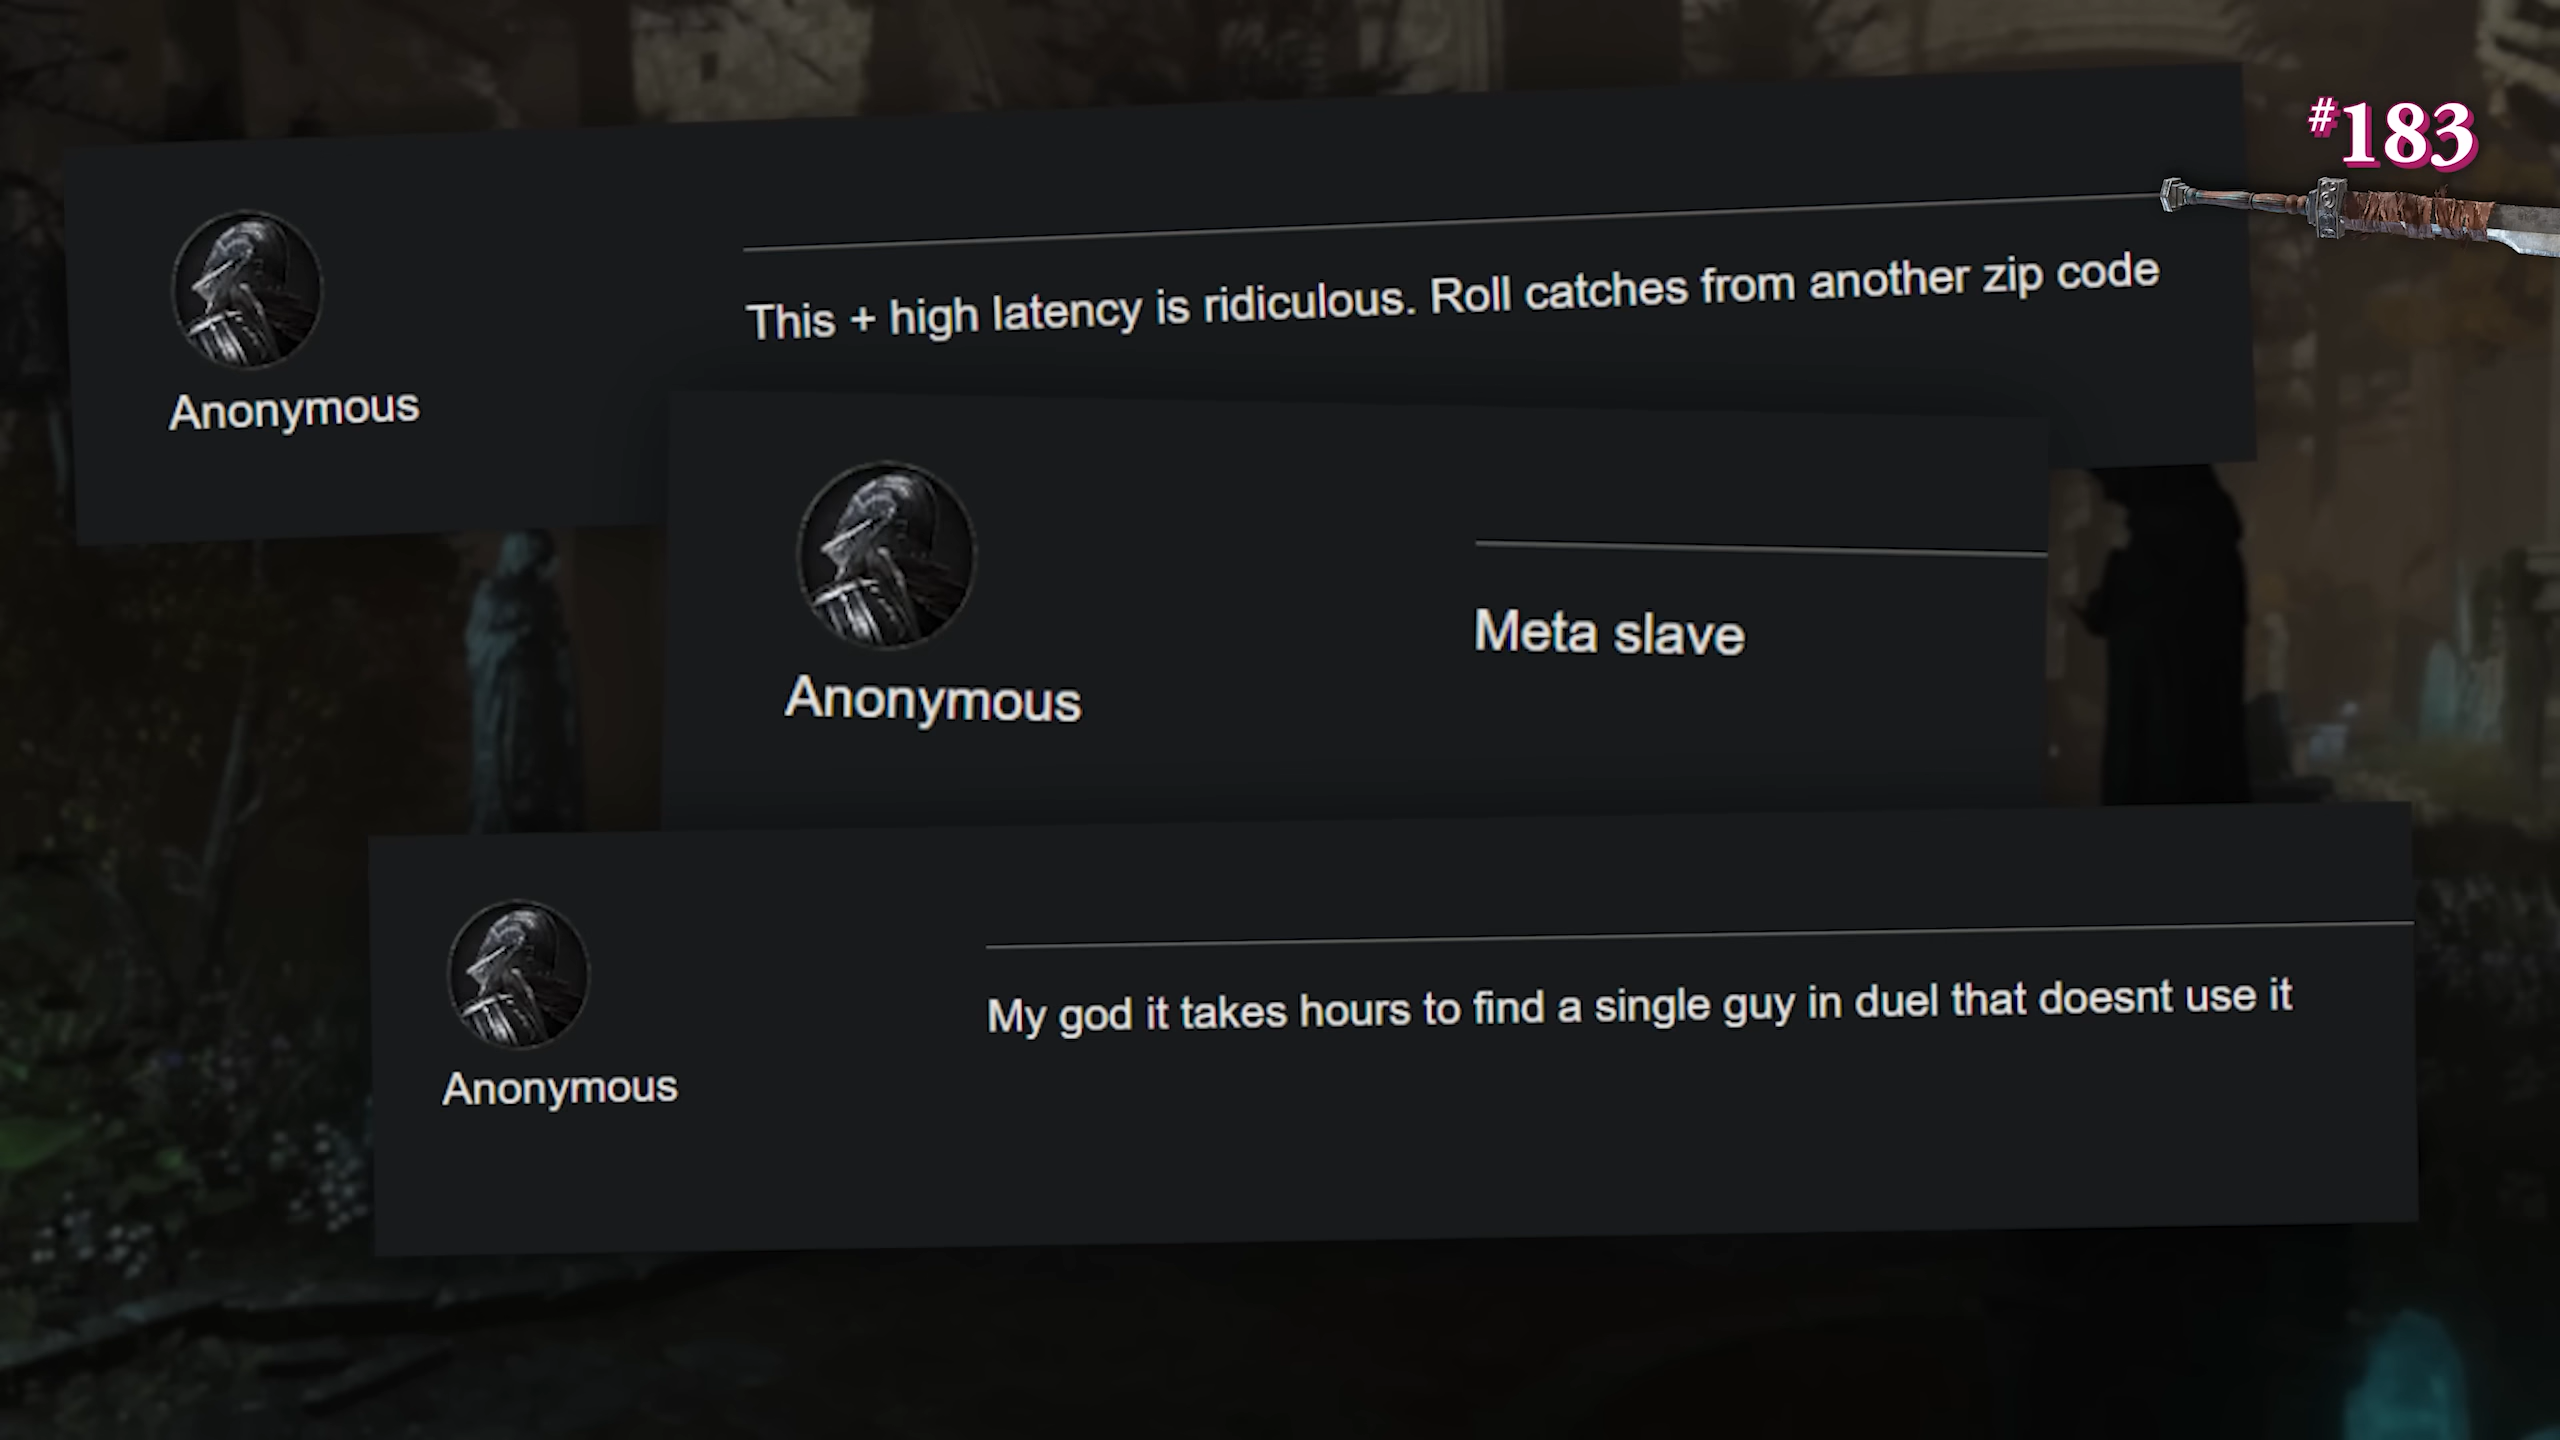 #183
This + high latency is ridiculous. Roll catches from another zip code
Anonymous
Meta slave
Anonymous
My god it takes hours to find a single guy in duel that doesnt use it
Anonymous